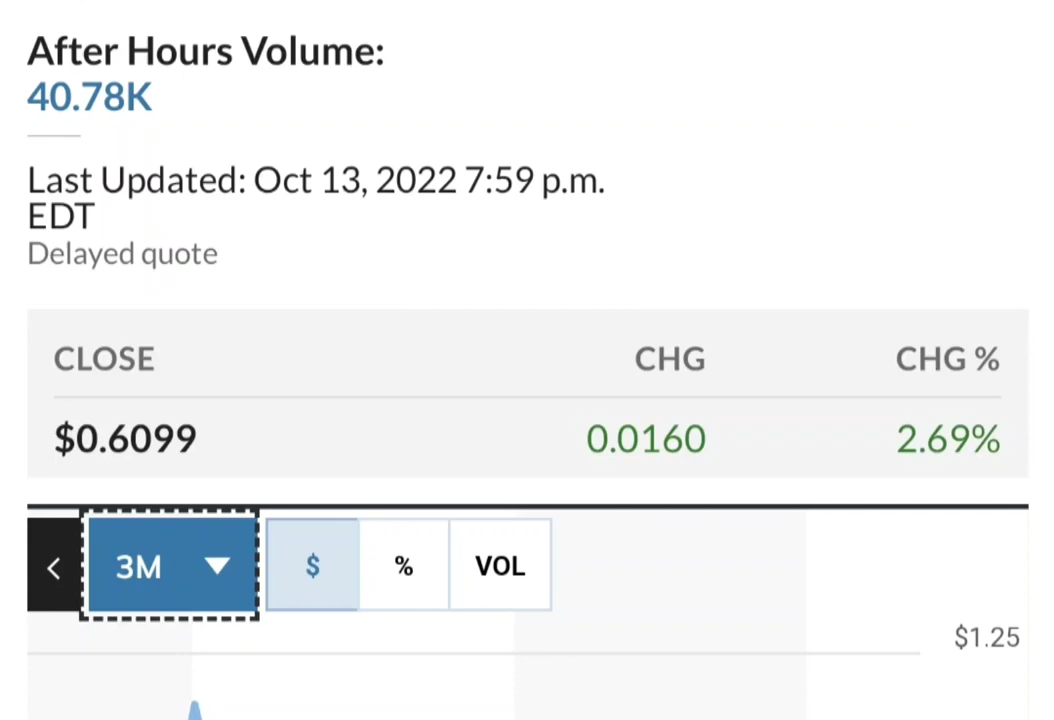 After Hours Volume:
40.78K
Last Updated: Oct 13, 2022 7:59 p.m.
EDT
Delayed quote
CLOSE CHG CHG %
$0.6099 0.0160 2.69%
3M $ % VOL
$1.25